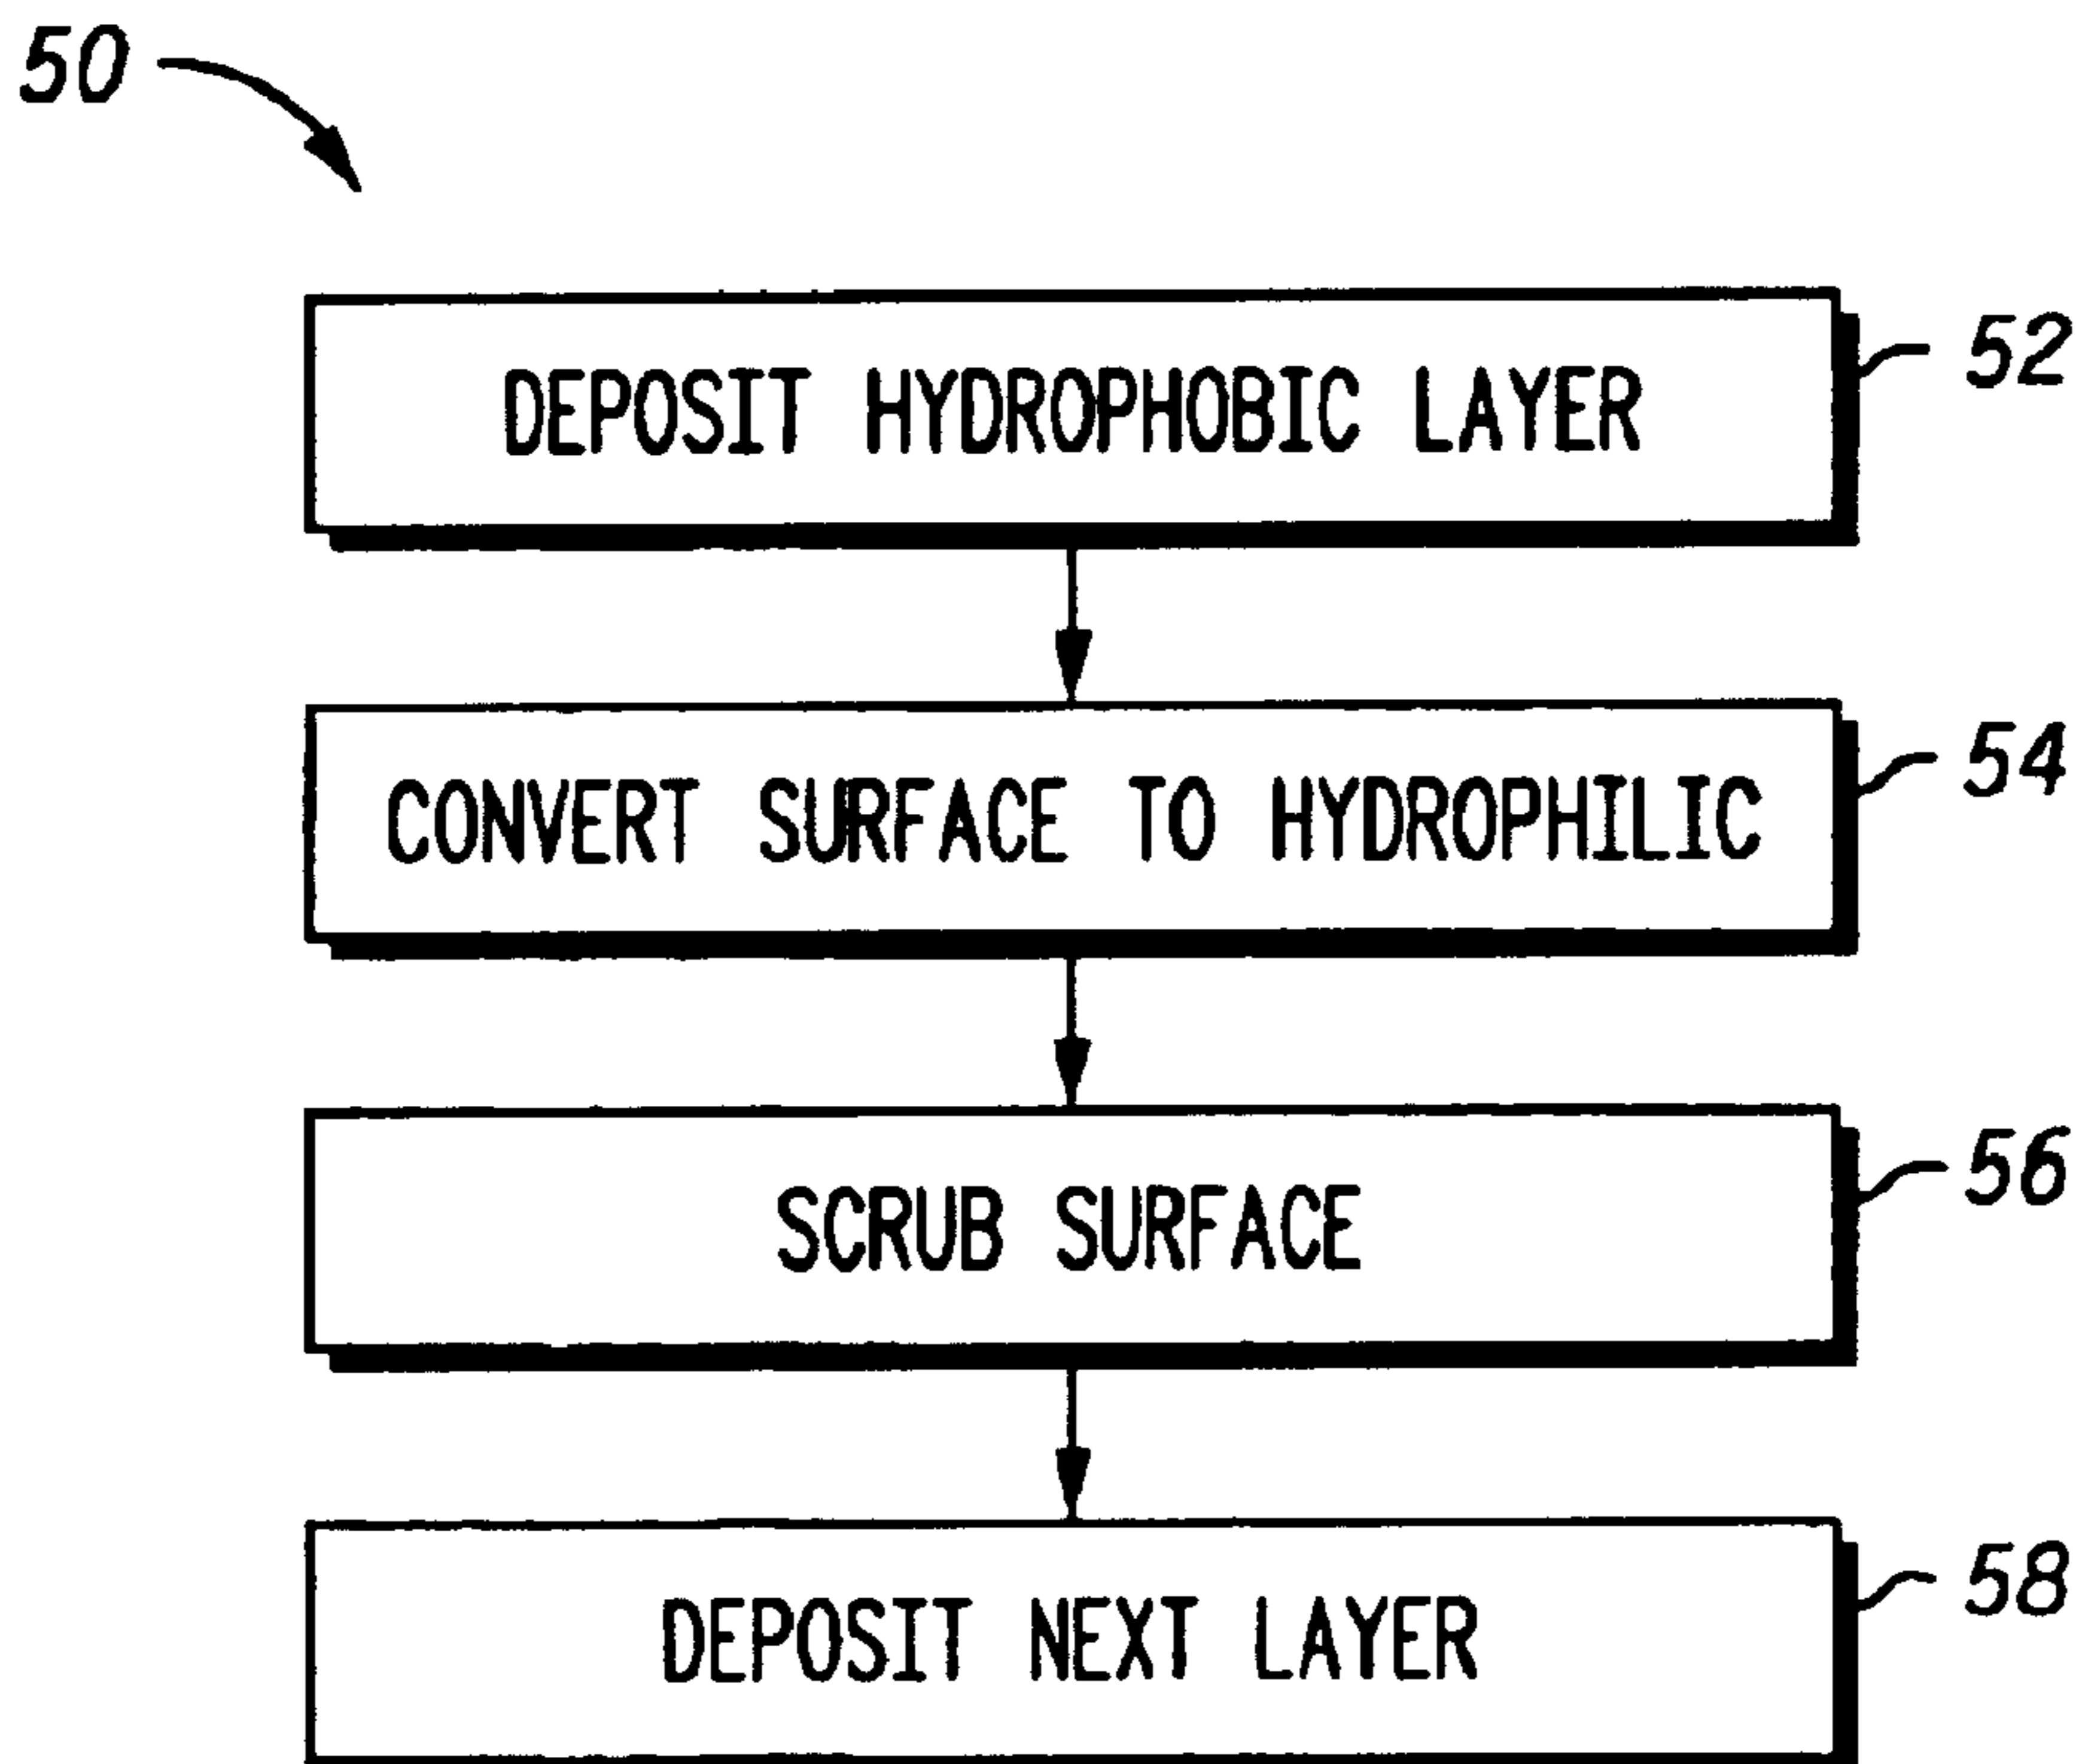 50
DEPOSIT HYDROPHOBIC LAYER
52
CONVERT SURFACE TO HYDROPHILIC
54
SCRUB SURFACE
56
DEPOSIT NEXT LAYER
58